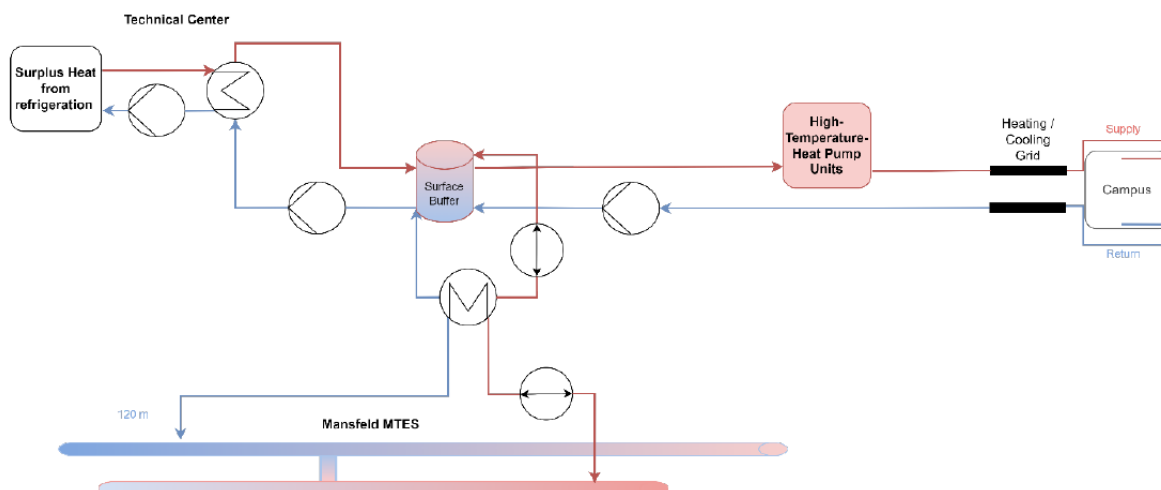 Technical Center
Surplus Heat
from
refrigeration
High-
Temperature-
Heat Pump
Units
Heating /
Cooling
Grid
Supply
Campus
Return
Surface
Buffer
120 m
Mansfeld MTES